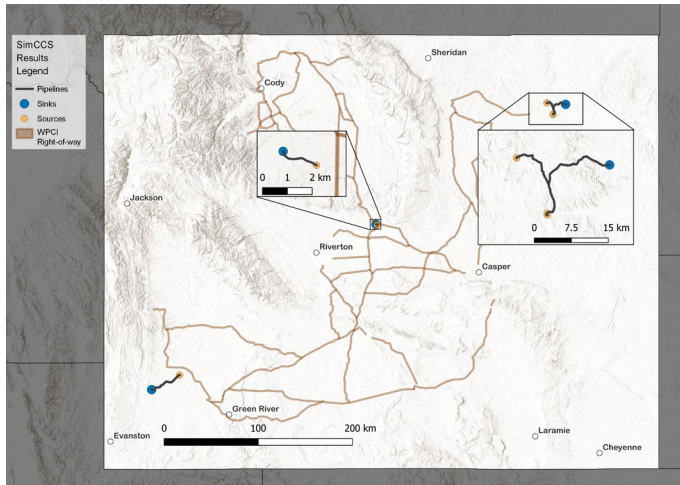 SimCCS
Results
Legend
Pipelines
Sinks
Sources
WPCI
Right-of-way
Sheridan
Cody
0 1 2 km
0 7.5 15 km
Jackson
Riverton
Casper
Green River
0 100 200 km
Evanston
Laramie
Cheyenne